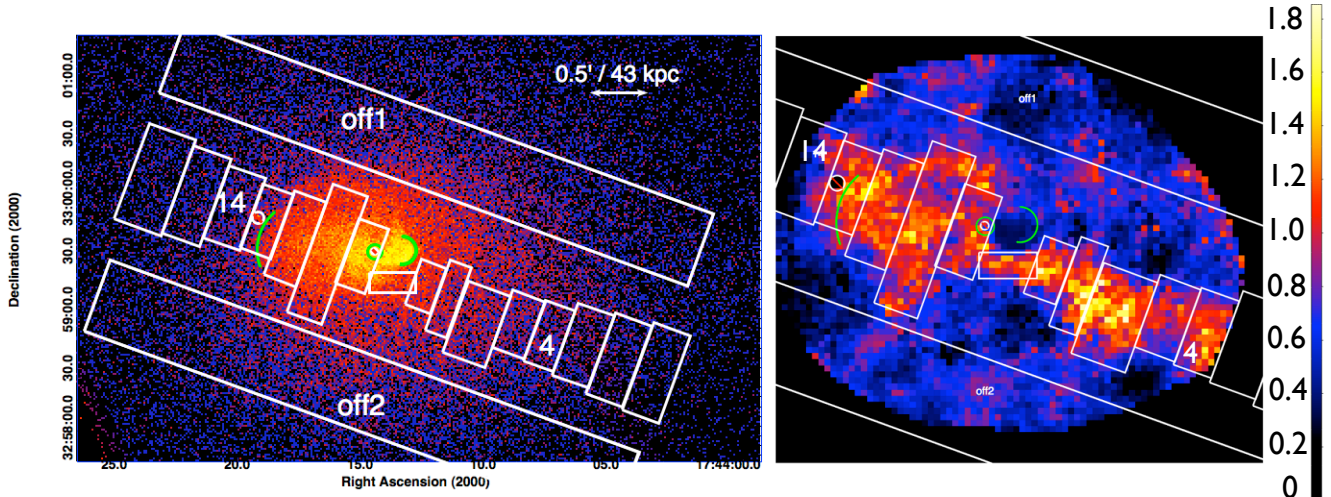 0.5' / 43 kpc
off1
14
4
off2
01:00.0
30.0
33:00:00.0
30.0
59:00.0
30.0
32:58:00.0
Declination (2000)
25.0 20.0 15.0 10.0 05.0 17:44:00.0
Right Ascension (2000)
off1
14
4
off2
1.8
1.6
1.4
1.2
1.0
0.8
0.6
0.4
0.2
0